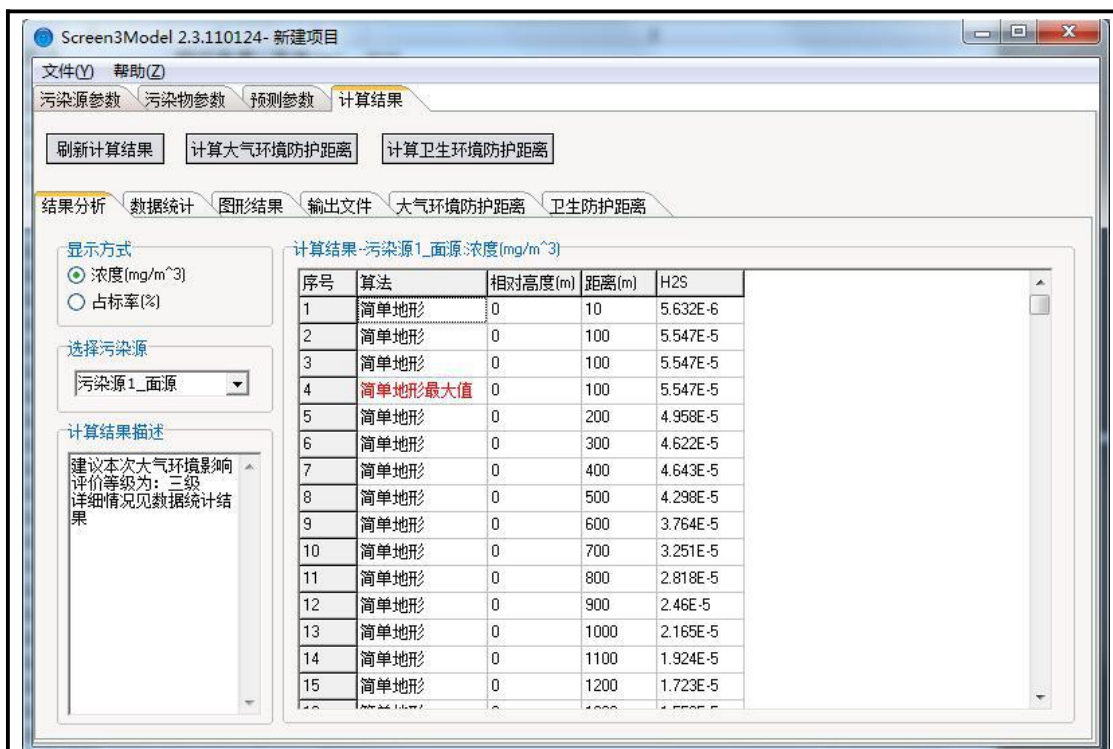 Screen3Model 2.3.110124- 新建项目
文件(Y) 帮助(Z)
污染源参数 污染物参数 预测参数 计算结果
刷新计算结果 计算大气环境防护距离 计算卫生环境防护距离
结果分析 数据统计 图形结果 输出文件 大气环境防护距离 卫生防护距离
显示方式
浓度(mg/m^3)
占标率(%)
选择污染源
污染源1_面源
计算结果描述
建议本次大气环境影响
评价等级为：三级
详细情况见数据统计结
果
计算结果-污染源1_面源:浓度(mg/m^3)
序号 算法 相对高度(m) 距离(m) H2S
1 简单地形 0 10 5.632E-6
2 简单地形 0 100 5.547E-5
3 简单地形 0 100 5.547E-5
4 简单地形最大值 0 100 5.547E-5
5 简单地形 0 200 4.958E-5
6 简单地形 0 300 4.622E-5
7 简单地形 0 400 4.643E-5
8 简单地形 0 500 4.298E-5
9 简单地形 0 600 3.764E-5
10 简单地形 0 700 3.251E-5
11 简单地形 0 800 2.818E-5
12 简单地形 0 900 2.46E-5
13 简单地形 0 1000 2.165E-5
14 简单地形 0 1100 1.924E-5
15 简单地形 0 1200 1.723E-5